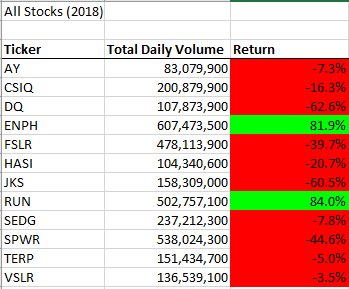 All Stocks (2018)
Ticker Total Daily Volume Return
AY 83,079,900 -7.3%
CSIQ 200,879,900 -16.3%
DQ 107,873,900 -62.6%
ENPH 607,473,500 81.9%
FSLR 478,113,900 -39.7%
HASI 104,340,600 -20.7%
JKS 158,309,000 -60.5%
RUN 502,757,100 84.0%
SEDG 237,212,300 -7.8%
SPWR 538,024,300 -44.6%
TERP 151,434,700 -5.0%
VSLR 136,539,100 -3.5%